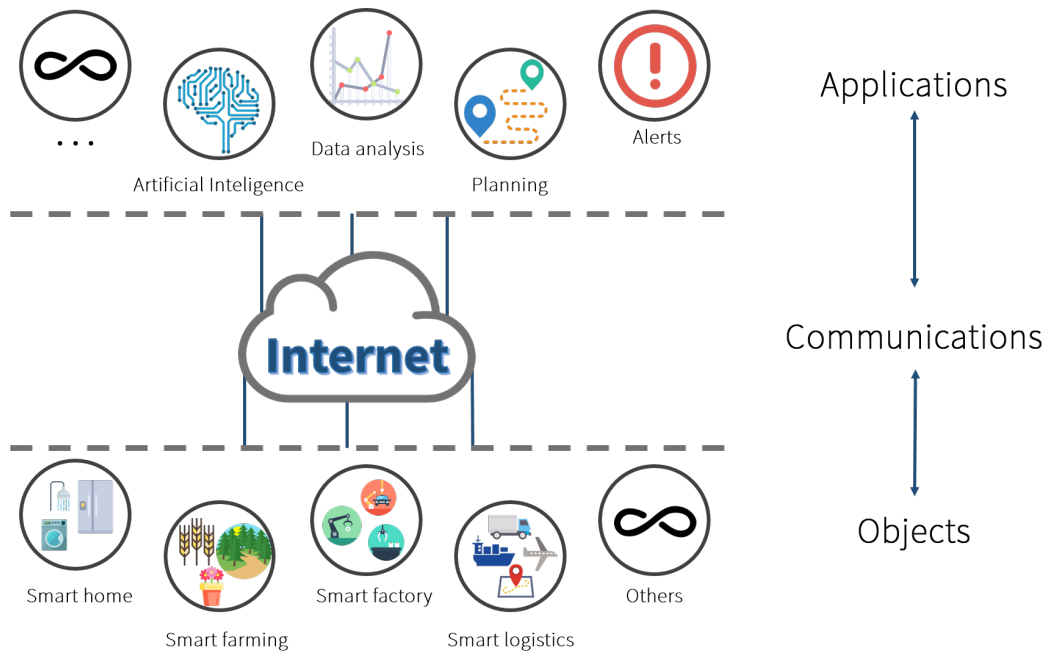 ...
Artificial Inteligence
Data analysis
Planning
Alerts
Applications
Internet
Communications
Smart home
Smart farming
Smart factory
Smart logistics
Others
Objects